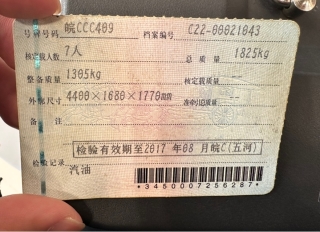 号牌号码 皖CCC409 档案编号 C22-00021043
核定载人数 7人 总质量 1825kg
整备质量 1305kg 核定载质量 --
外廓尺寸 4400×1680×1770mm 准牵引总质量 --
备注
检验有效期至2017年08月皖C(五河)
检验记录
汽油
*3450007256287*